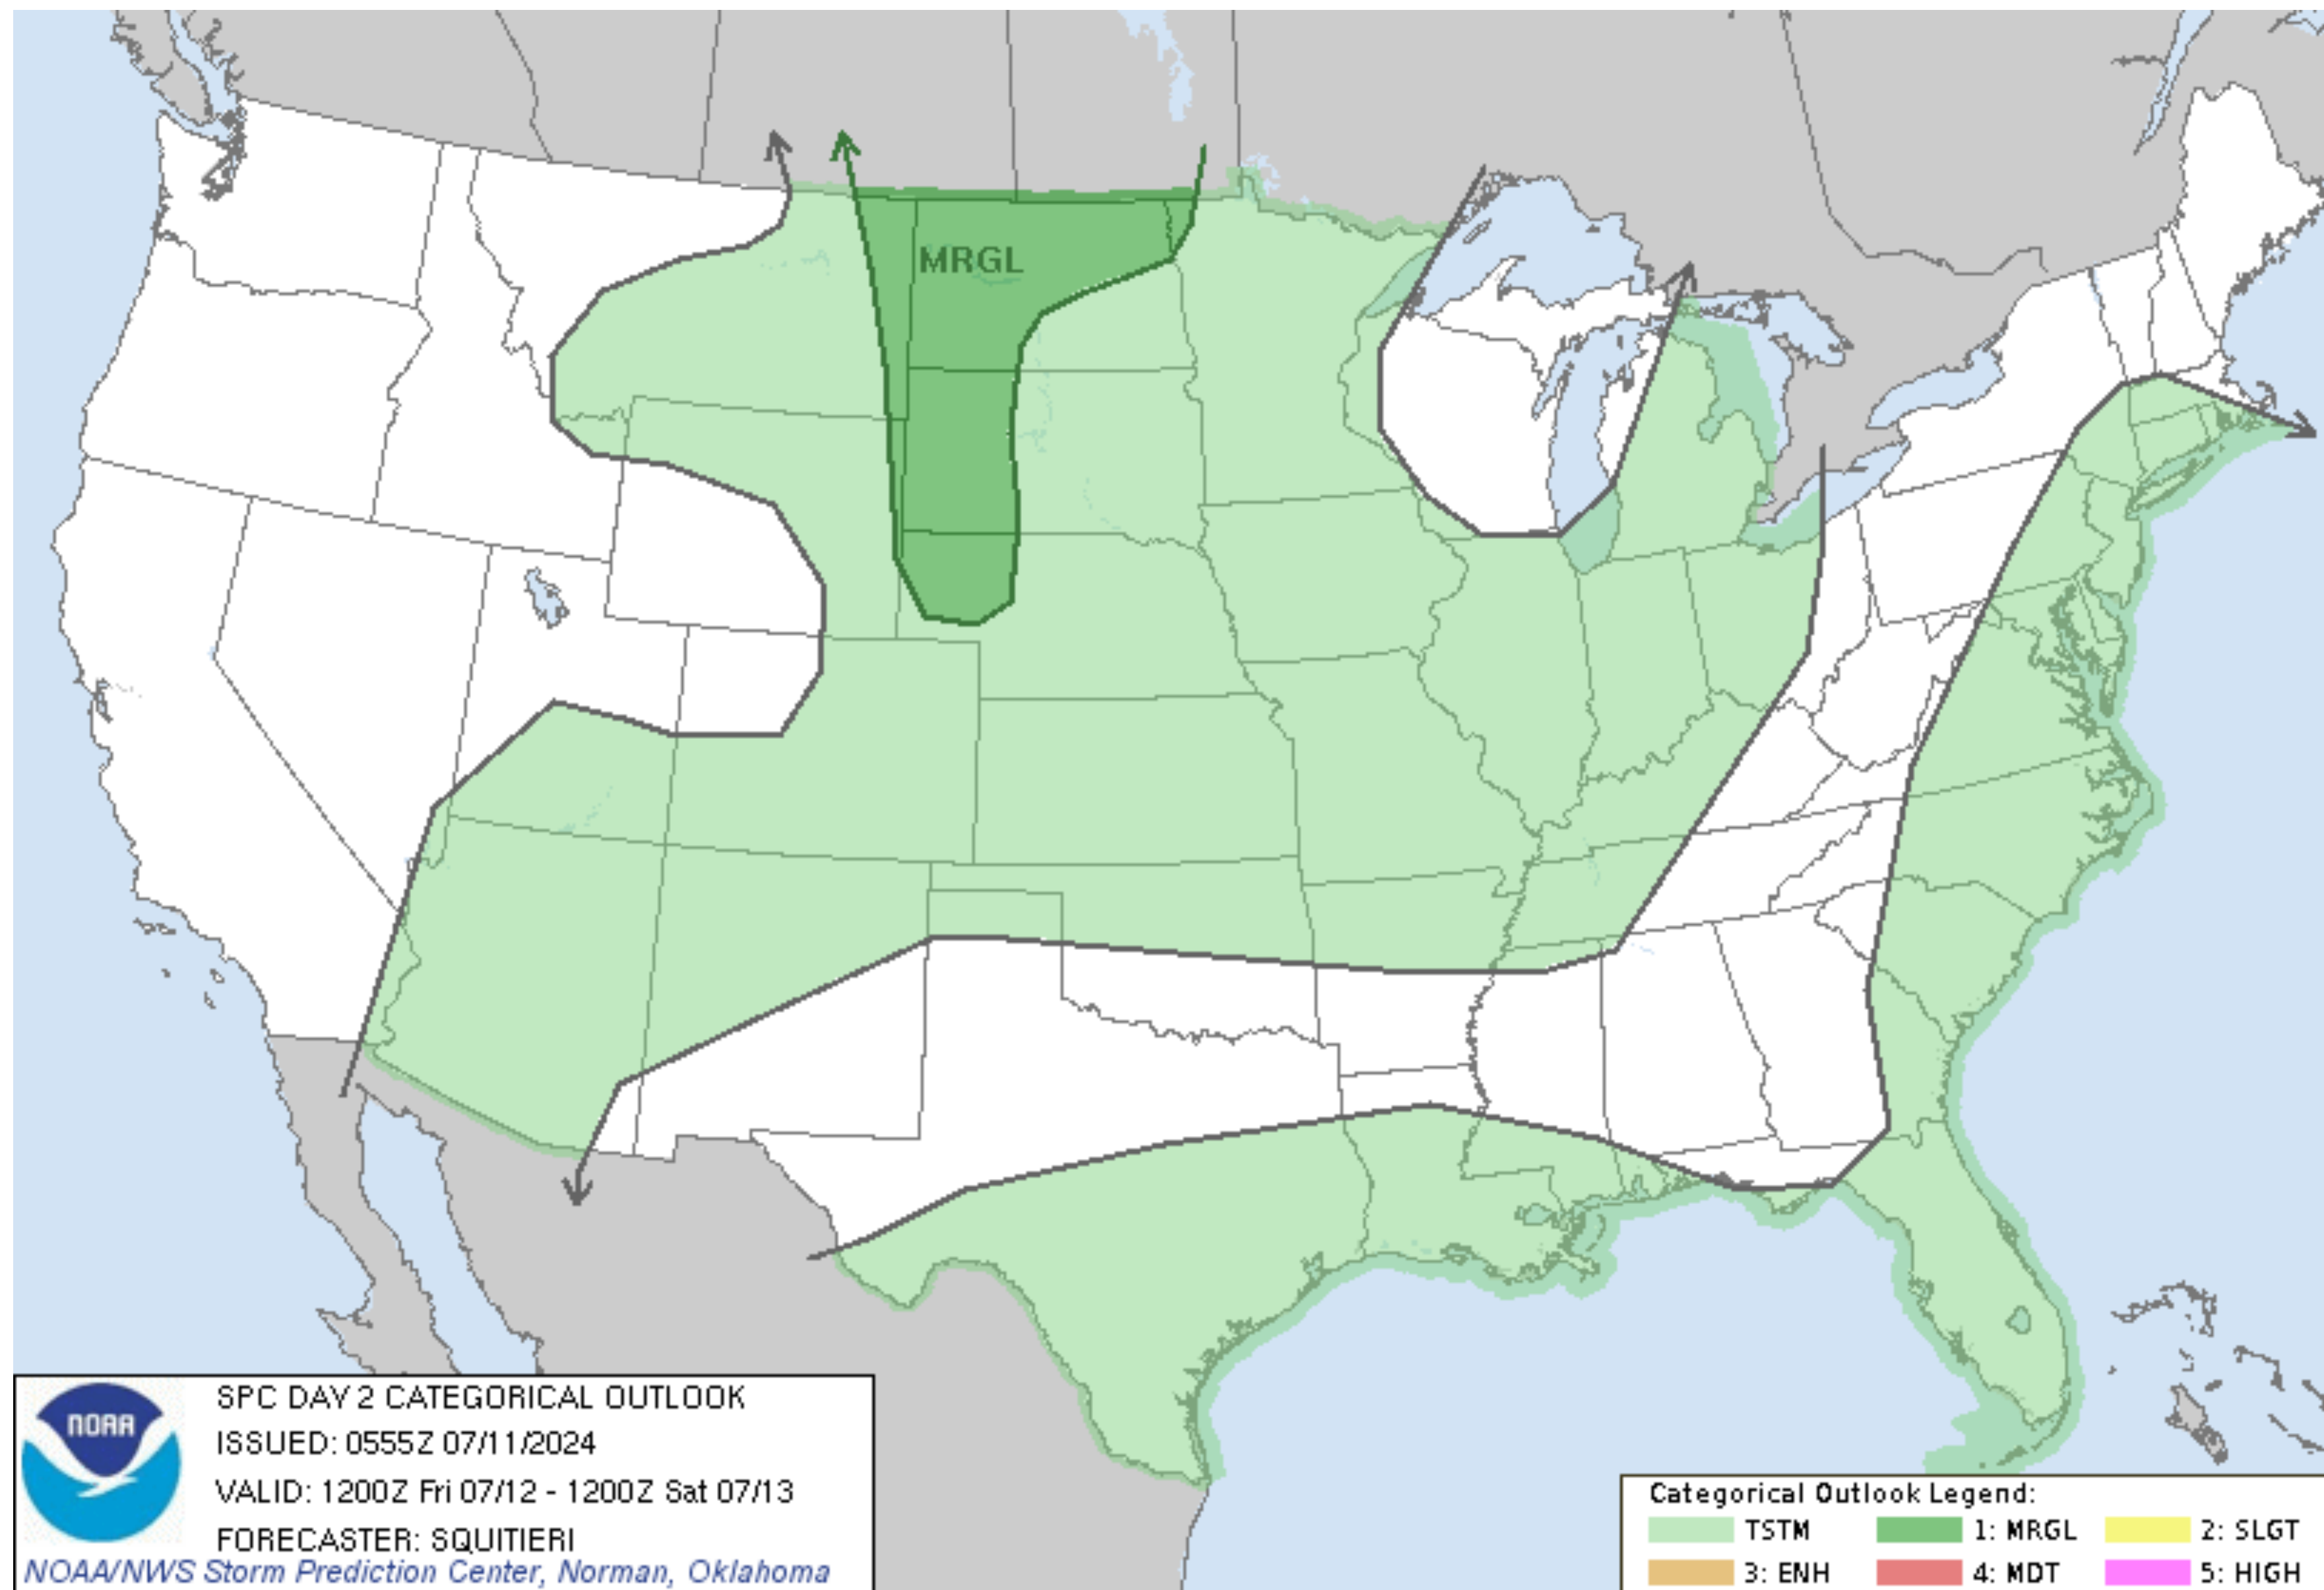 MRGL
NOAA
SPC DAY 2 CATEGORICAL OUTLOOK
ISSUED: 0555Z 07/11/2024
VALID: 1200Z Fri 07/12 - 1200Z Sat 07/13
FORECASTER: SQUITIERI
NOAA/NWS Storm Prediction Center, Norman, Oklahoma
Categorical Outlook Legend:
TSTM 1: MRGL 2: SLGT
3: ENH 4: MDT 5: HIGH